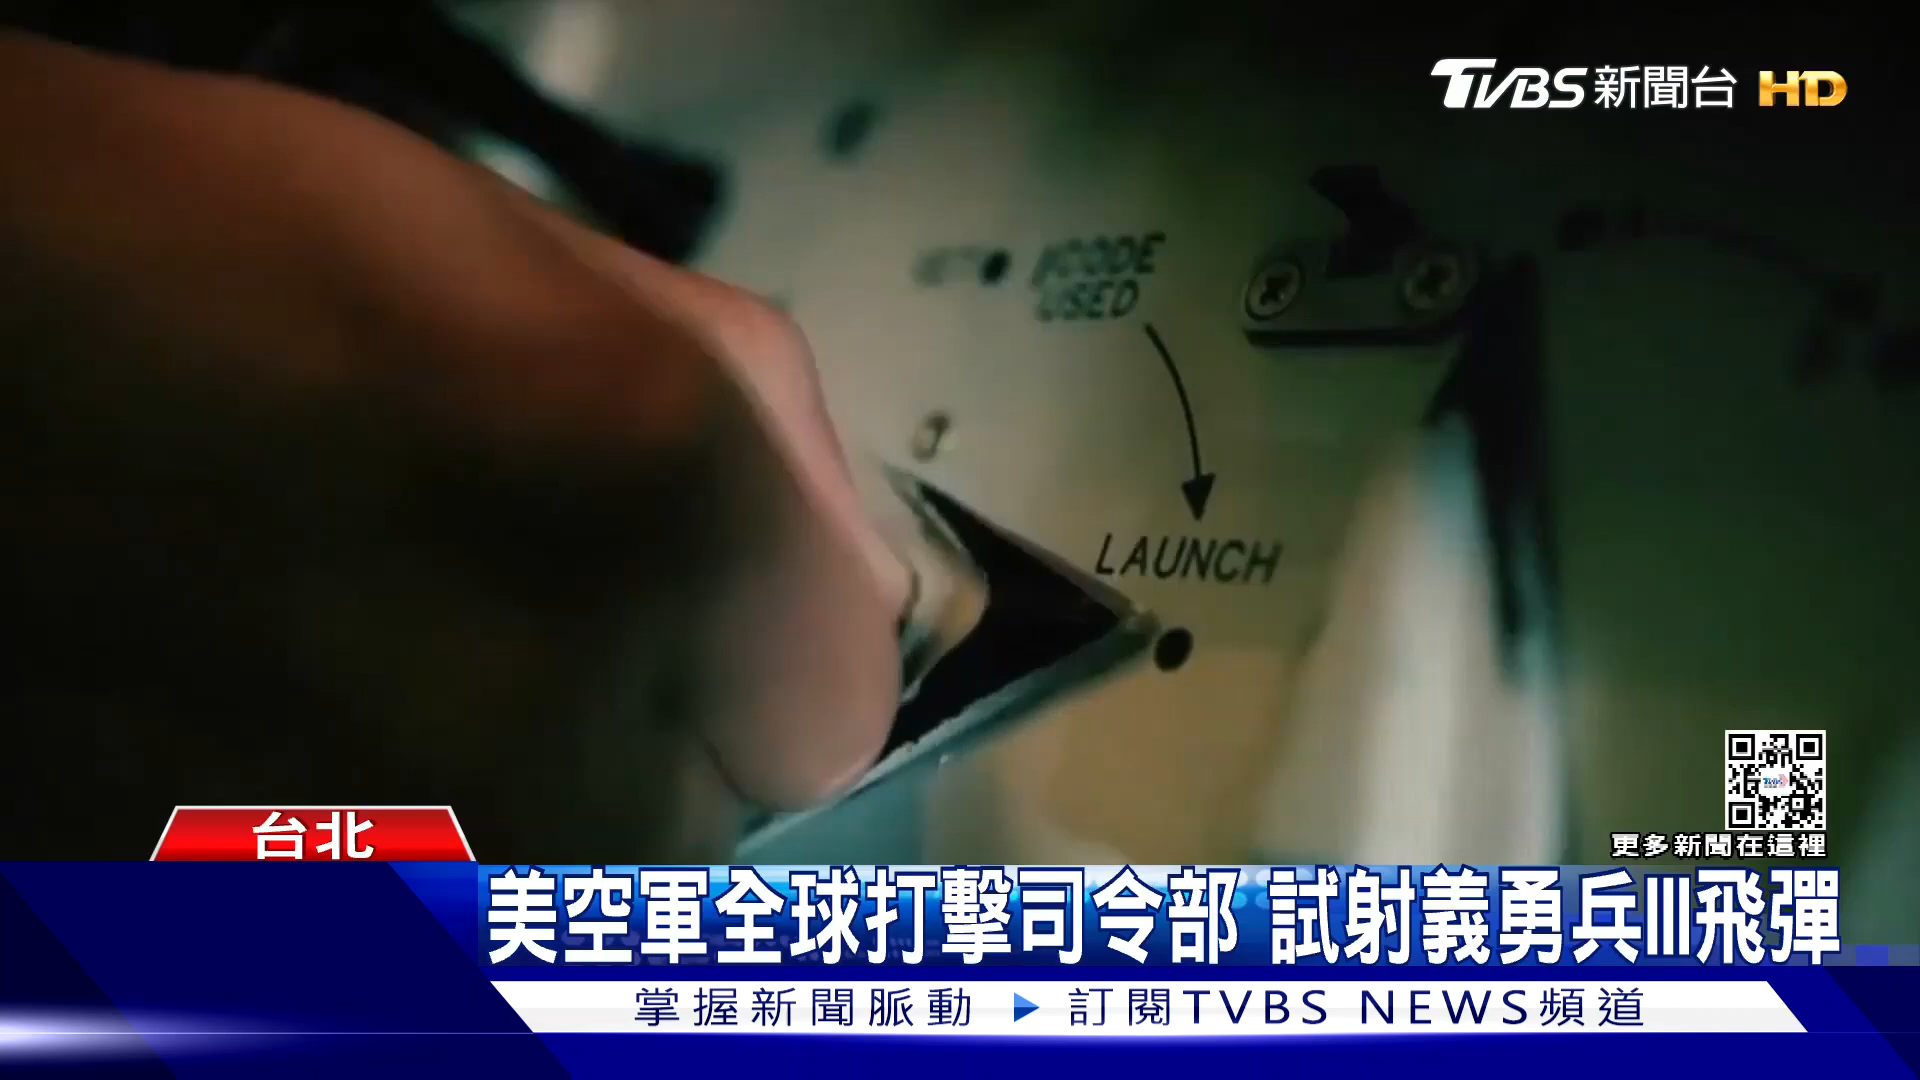 TVBS新聞台 HD
USED
LAUNCH
更多新聞在這裡
台北
美空軍全球打擊司令部 試射義勇兵III飛彈
掌握新聞脈動 ▶ 訂閱TVBS NEWS頻道